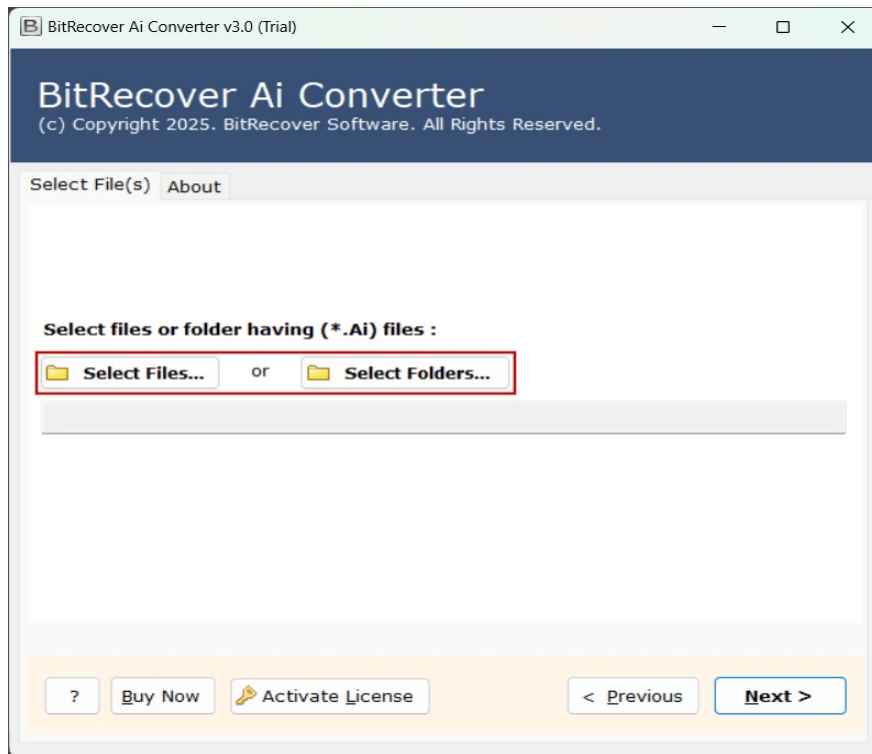 BitRecover Ai Converter v3.0 (Trial)
BitRecover Ai Converter
(c) Copyright 2025. BitRecover Software. All Rights Reserved.
Select File(s) About
Select files or folder having (*.Ai) files :
Select Files... or Select Folders...
? Buy Now Activate License < Previous Next >